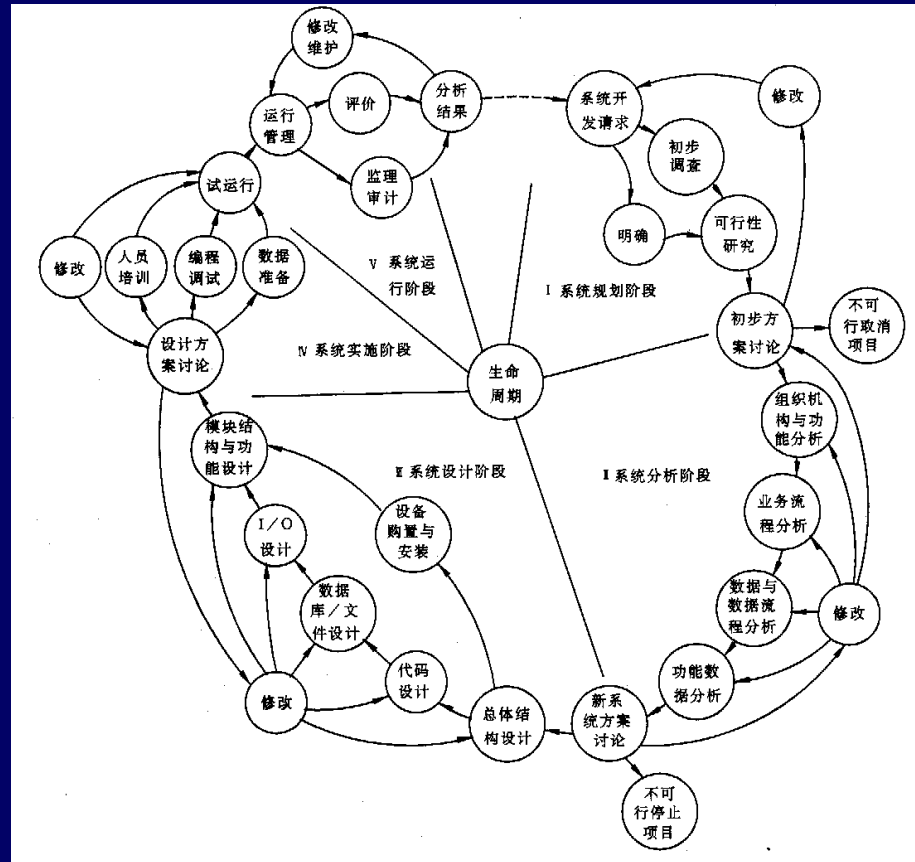 修改
维护
运行
管理
评价
分析
结果
监理
审计
试运行
修改
人员
培训
编程
调试
数据
准备
设计方
案讨论
系统开
发请求
修改
初步
调查
明确
可行性
研究
初步方
案讨论
不可
行取消
项目
Ⅴ 系统运
行阶段
Ⅰ 系统规划阶段
Ⅳ 系统实施阶段
生命
周期
Ⅲ 系统设计阶段
Ⅱ 系统分析阶段
组织机
构与功
能分析
业务流
程分析
数据与
数据流
程分析
修改
功能数
据分析
新系
统方案
讨论
不可
行停止
项目
模块结
构与功
能设计
I/O
设计
设备
购置与
安装
数据
库/文
件设计
代码
设计
修改
总体结
构设计